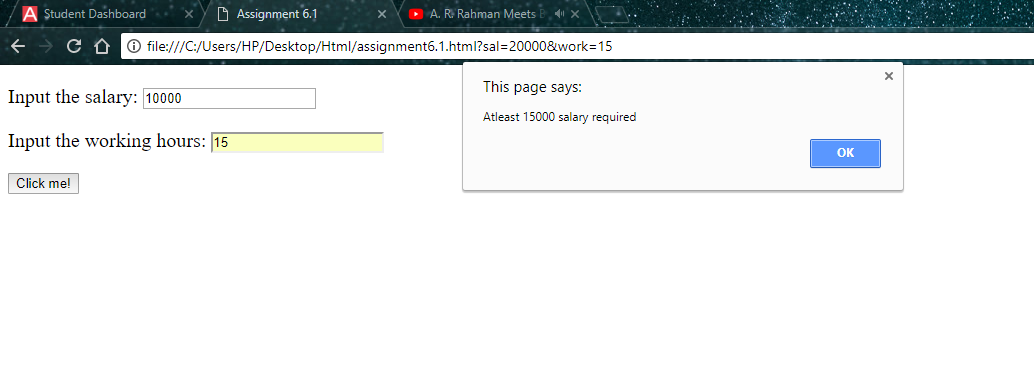 Student Dashboard
Assignment 6.1
A. R. Rahman Meets
file:///C:/Users/HP/Desktop/Html/assignment6.1.html?sal=20000&work=15
This page says:
Atleast 15000 salary required
OK
Input the salary: 10000
Input the working hours: 15
Click me!